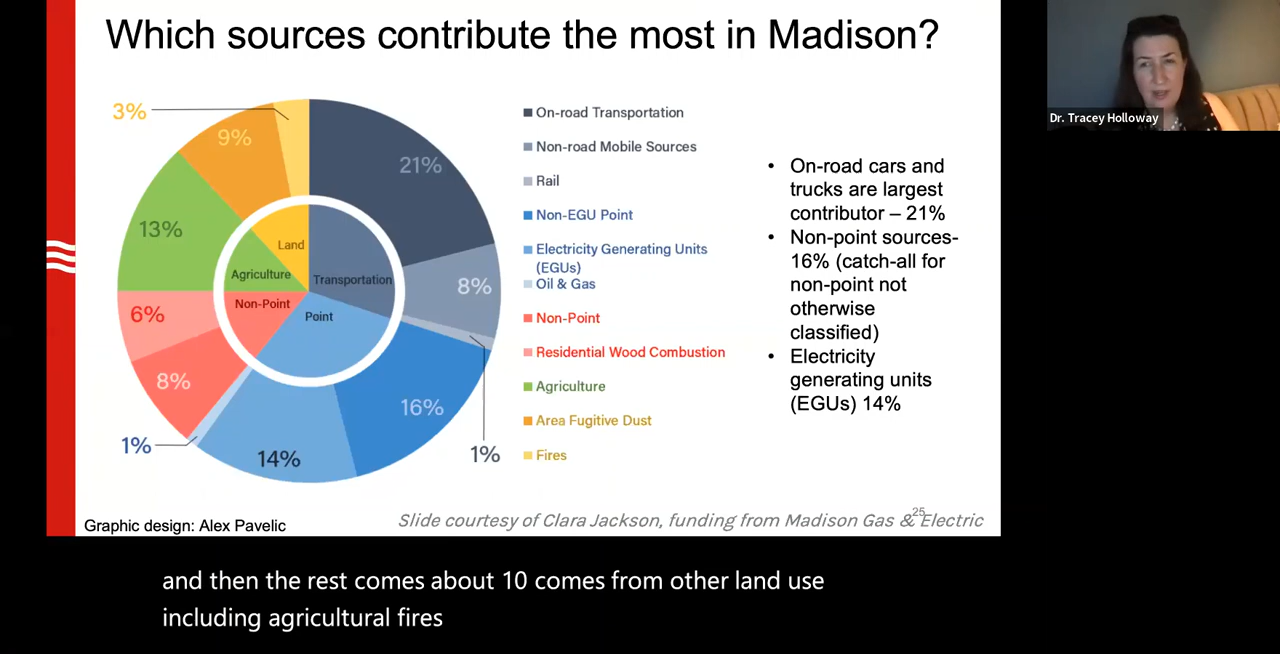 Which sources contribute the most in Madison?
3%
9%
21%
13%
8%
6%
8%
16%
1%
14%
1%
Land
Agriculture
Transportation
Non-Point
Point
On-road Transportation
Non-road Mobile Sources
Rail
Non-EGU Point
Electricity Generating Units
(EGUs)
Oil & Gas
Non-Point
Residential Wood Combustion
Agriculture
Area Fugitive Dust
Fires
• On-road cars and
trucks are largest
contributor – 21%
• Non-point sources-
16% (catch-all for
non-point not
otherwise
classified)
• Electricity
generating units
(EGUs) 14%
Graphic design: Alex Pavelic
Slide courtesy of Clara Jackson, funding from Madison Gas & Electric
25
Dr. Tracey Holloway
and then the rest comes about 10 comes from other land use
including agricultural fires